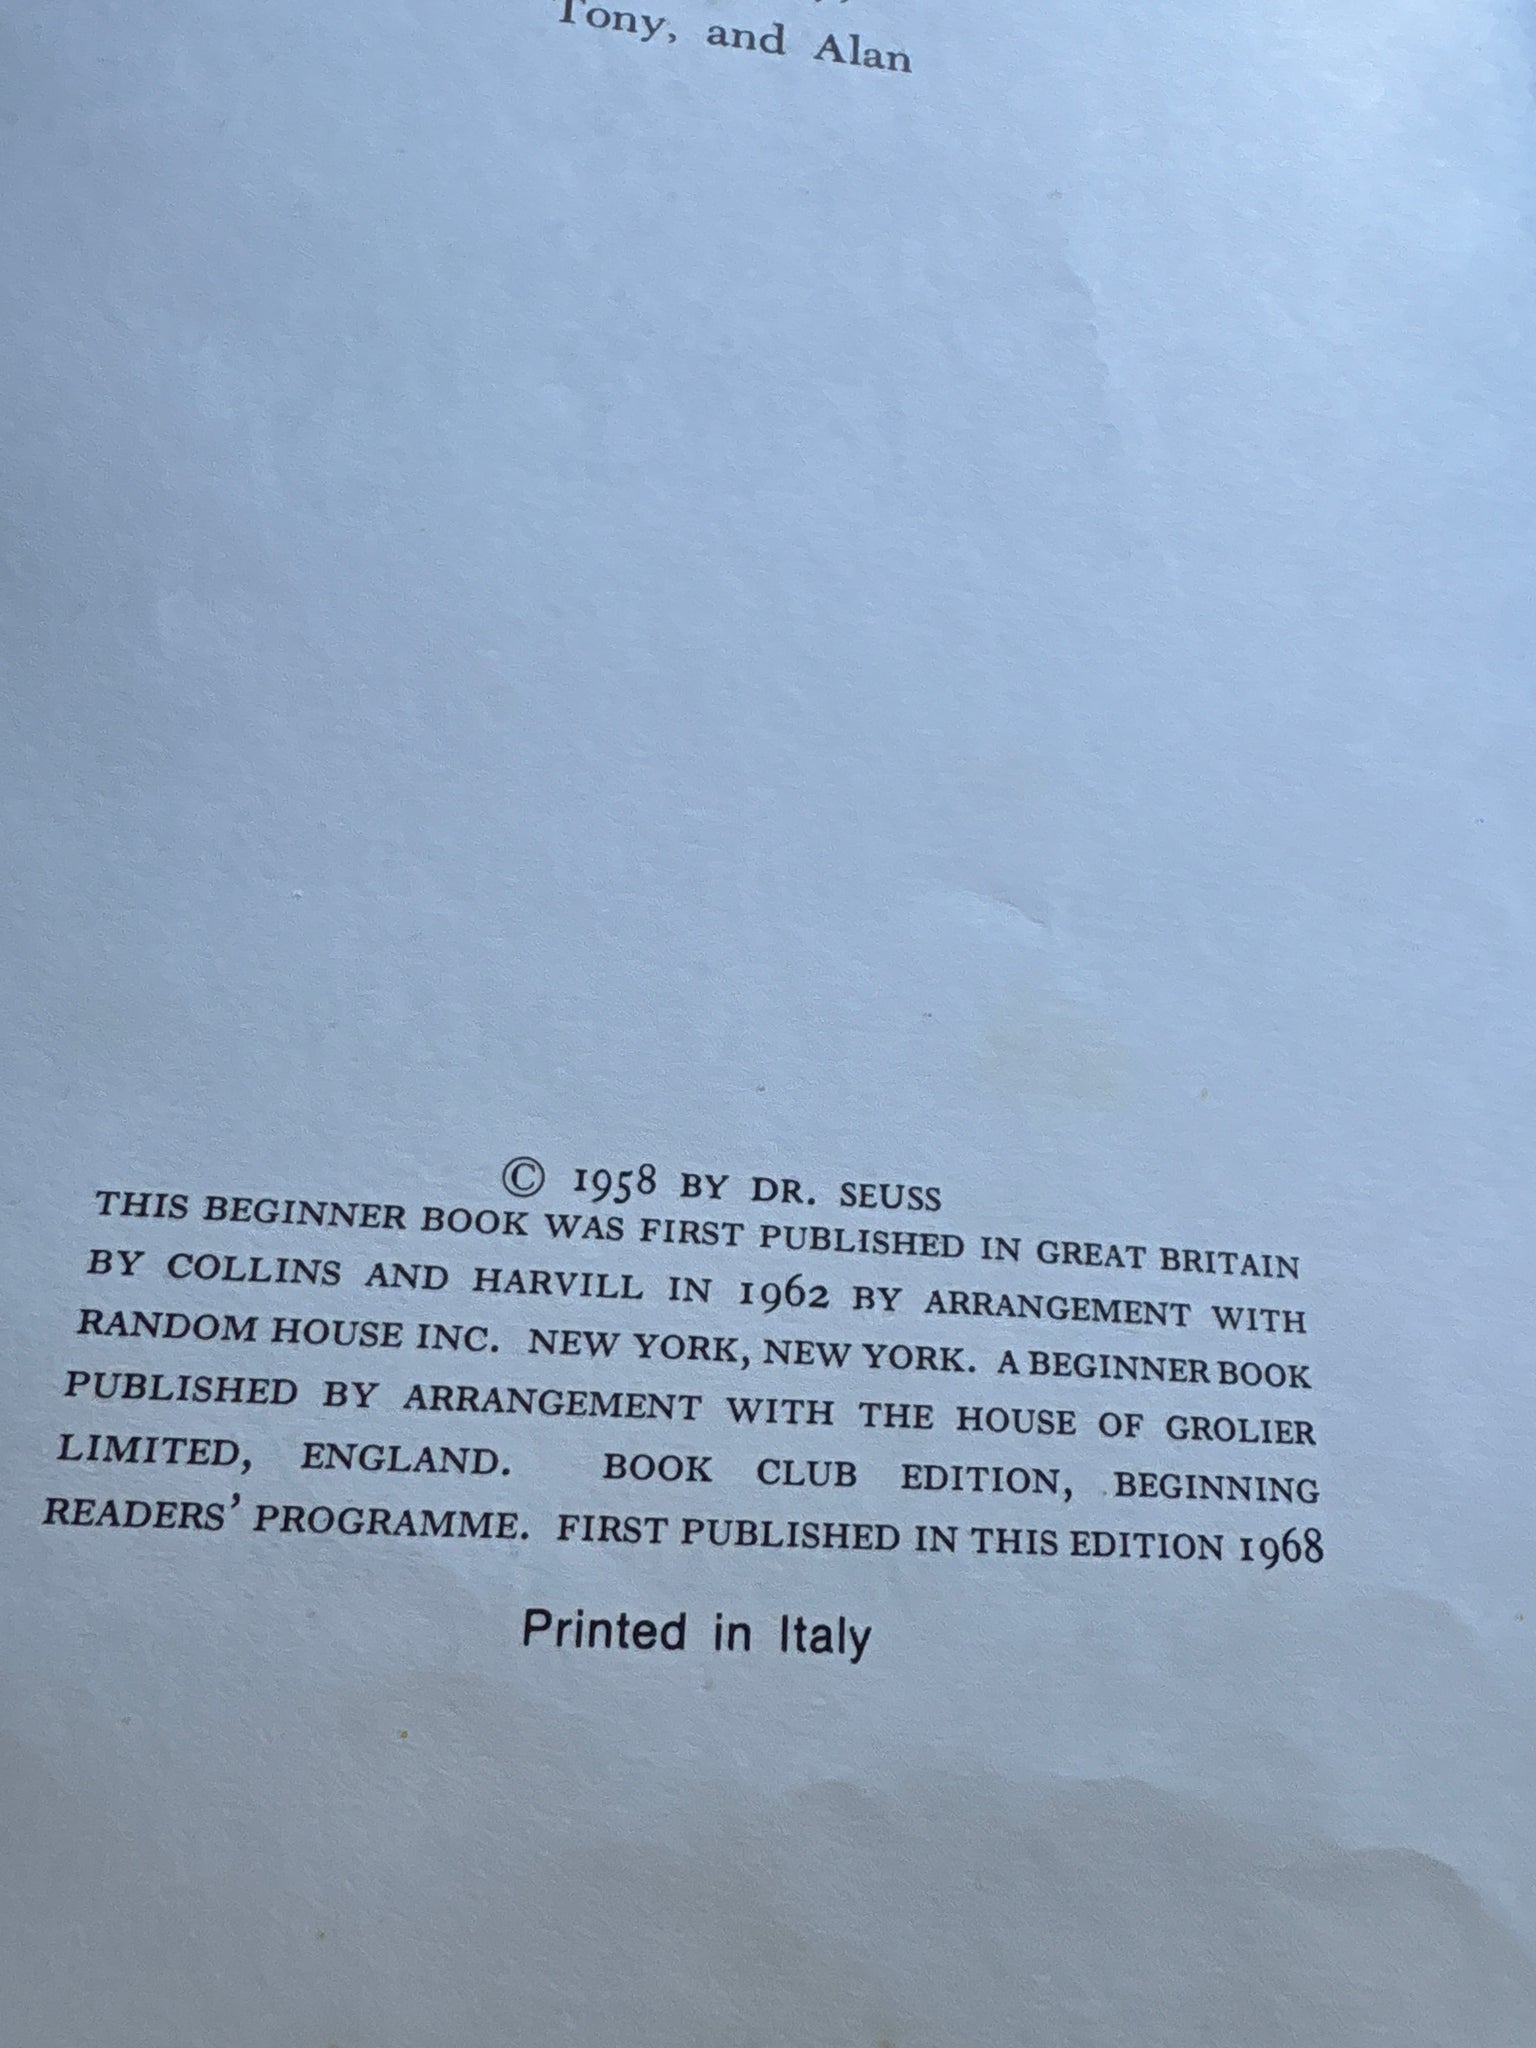 Tony, and Alan
© 1958 BY DR. SEUSS
THIS BEGINNER BOOK WAS FIRST PUBLISHED IN GREAT BRITAIN
BY COLLINS AND HARVILL IN 1962 BY ARRANGEMENT WITH
RANDOM HOUSE INC. NEW YORK, NEW YORK. A BEGINNER BOOK
PUBLISHED BY ARRANGEMENT WITH THE HOUSE OF GROLIER
LIMITED, ENGLAND. BOOK CLUB EDITION, BEGINNING
READERS' PROGRAMME. FIRST PUBLISHED IN THIS EDITION 1968
Printed in Italy